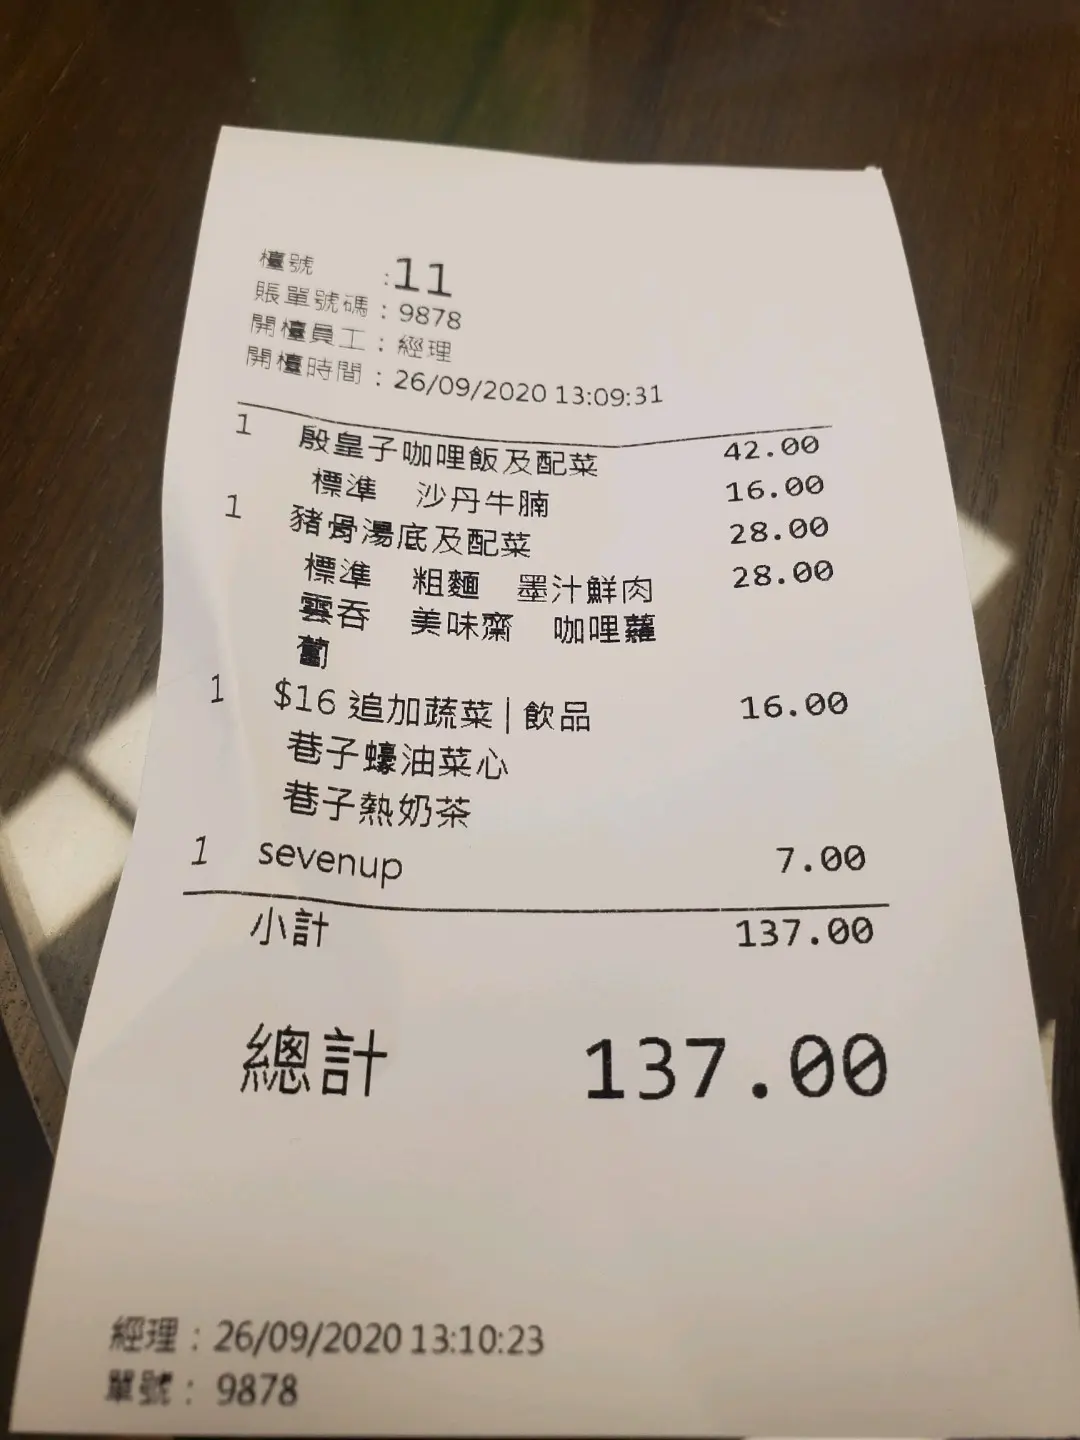 檯號 :11
賬單號碼 : 9878
開檯員工 : 經理
開檯時間 : 26/09/2020 13:09:31
1 殷皇子咖哩飯及配菜 42.00
標準 沙丹牛腩 16.00
1 豬骨湯底及配菜 28.00
標準 粗麵 墨汁鮮肉 28.00
雲吞 美味齋 咖哩蘿
蔔
1 $16 追加蔬菜|飲品 16.00
巷子蠔油菜心
巷子熱奶茶
1 sevenup 7.00
小計 137.00
總計 137.00
經理 : 26/09/2020 13:10:23
單號 : 9878